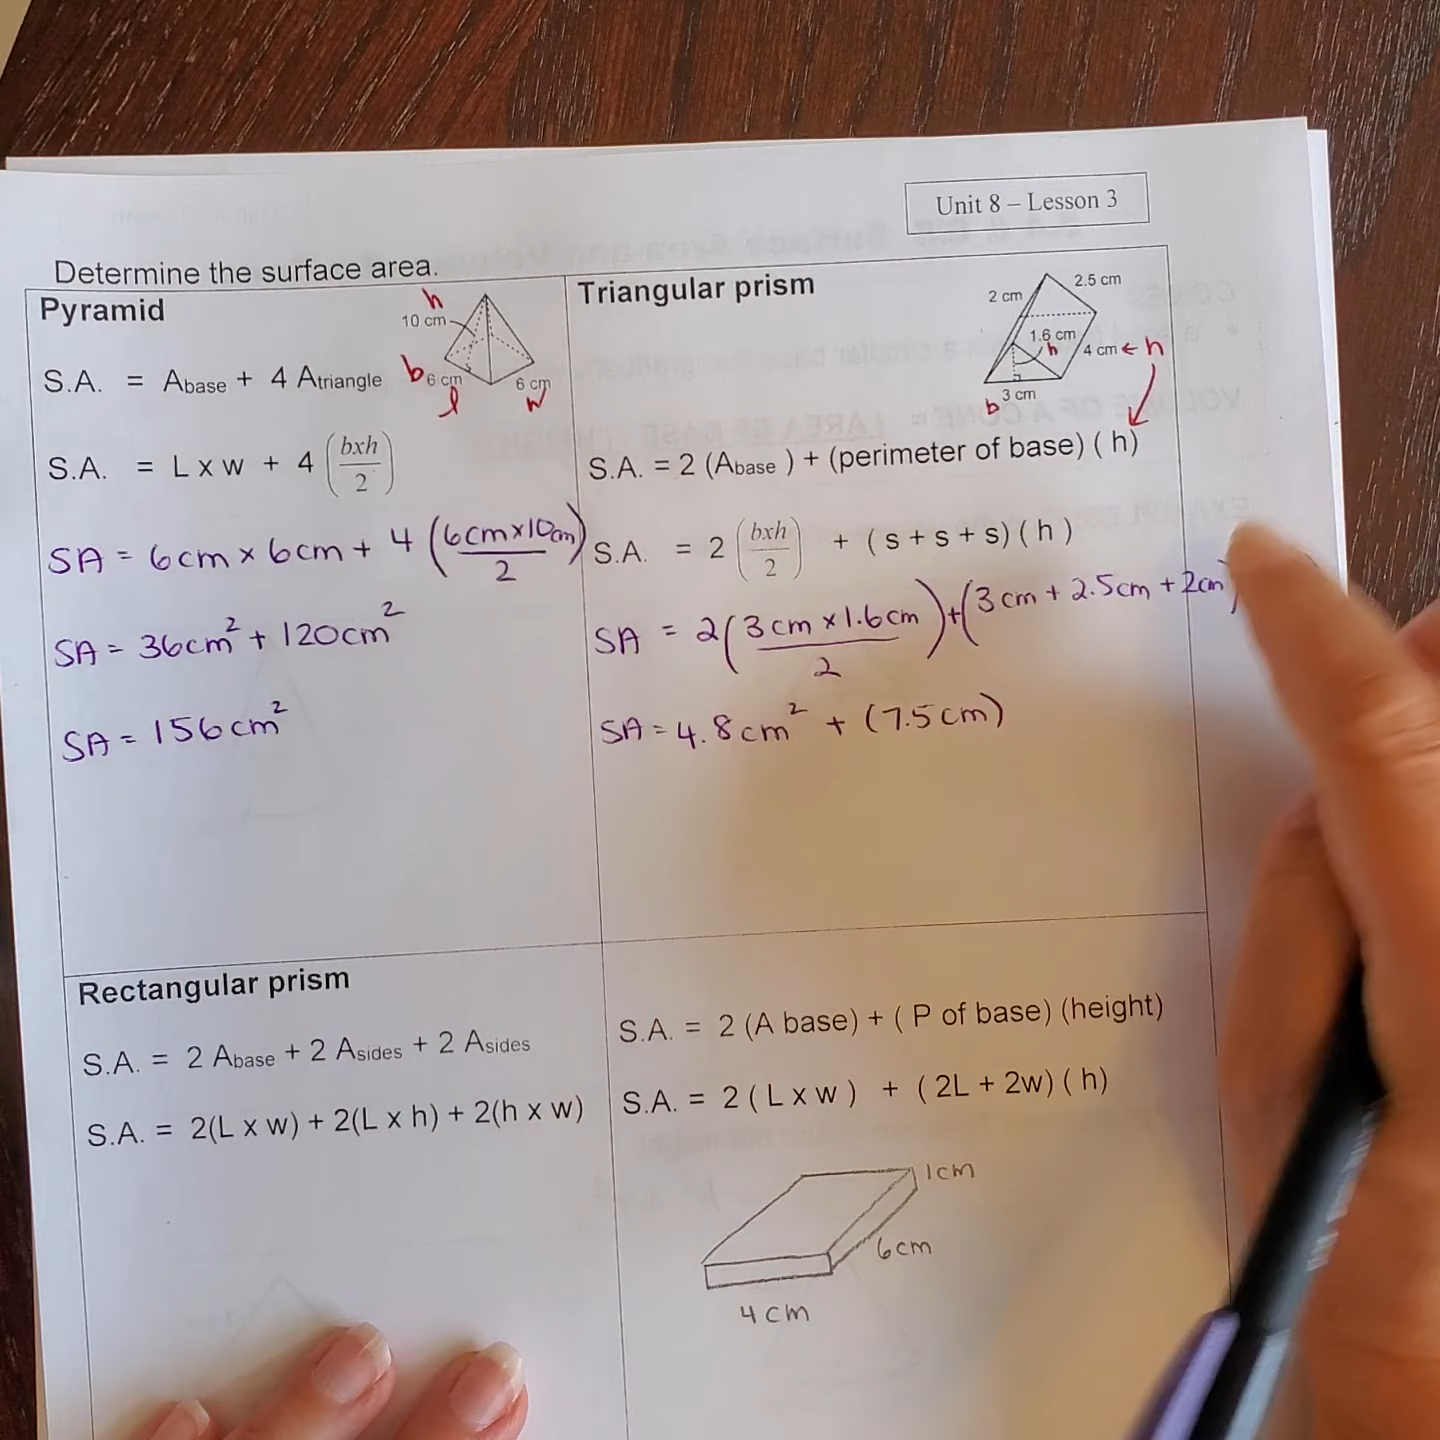 Unit 8 – Lesson 3
Determine the surface area.
Pyramid
h
10 cm
b 6 cm
6 cm
l
w
S.A. = Abase + 4 Atriangle
S.A. = L x w + 4 (bxh/2)
SA = 6cm x 6cm + 4 (6cm x 10cm/2)
SA = 36cm² + 120cm²
SA = 156cm²
Triangular prism
2 cm
2.5 cm
1.6 cm
h
4 cm ← h
b 3 cm
S.A. = 2 (Abase ) + (perimeter of base) ( h)
S.A. = 2 (bxh/2) + ( s + s + s) ( h )
SA = 2(3cm x 1.6cm/2) + (3cm + 2.5cm + 2cm)
SA = 4.8cm² + (7.5cm)
Rectangular prism
S.A. = 2 Abase + 2 Asides + 2 Asides
S.A. = 2(L x w) + 2(L x h) + 2(h x w)
S.A. = 2 (A base) + ( P of base) (height)
S.A. = 2 ( L x w ) + ( 2L + 2w) ( h)
1cm
6cm
4cm